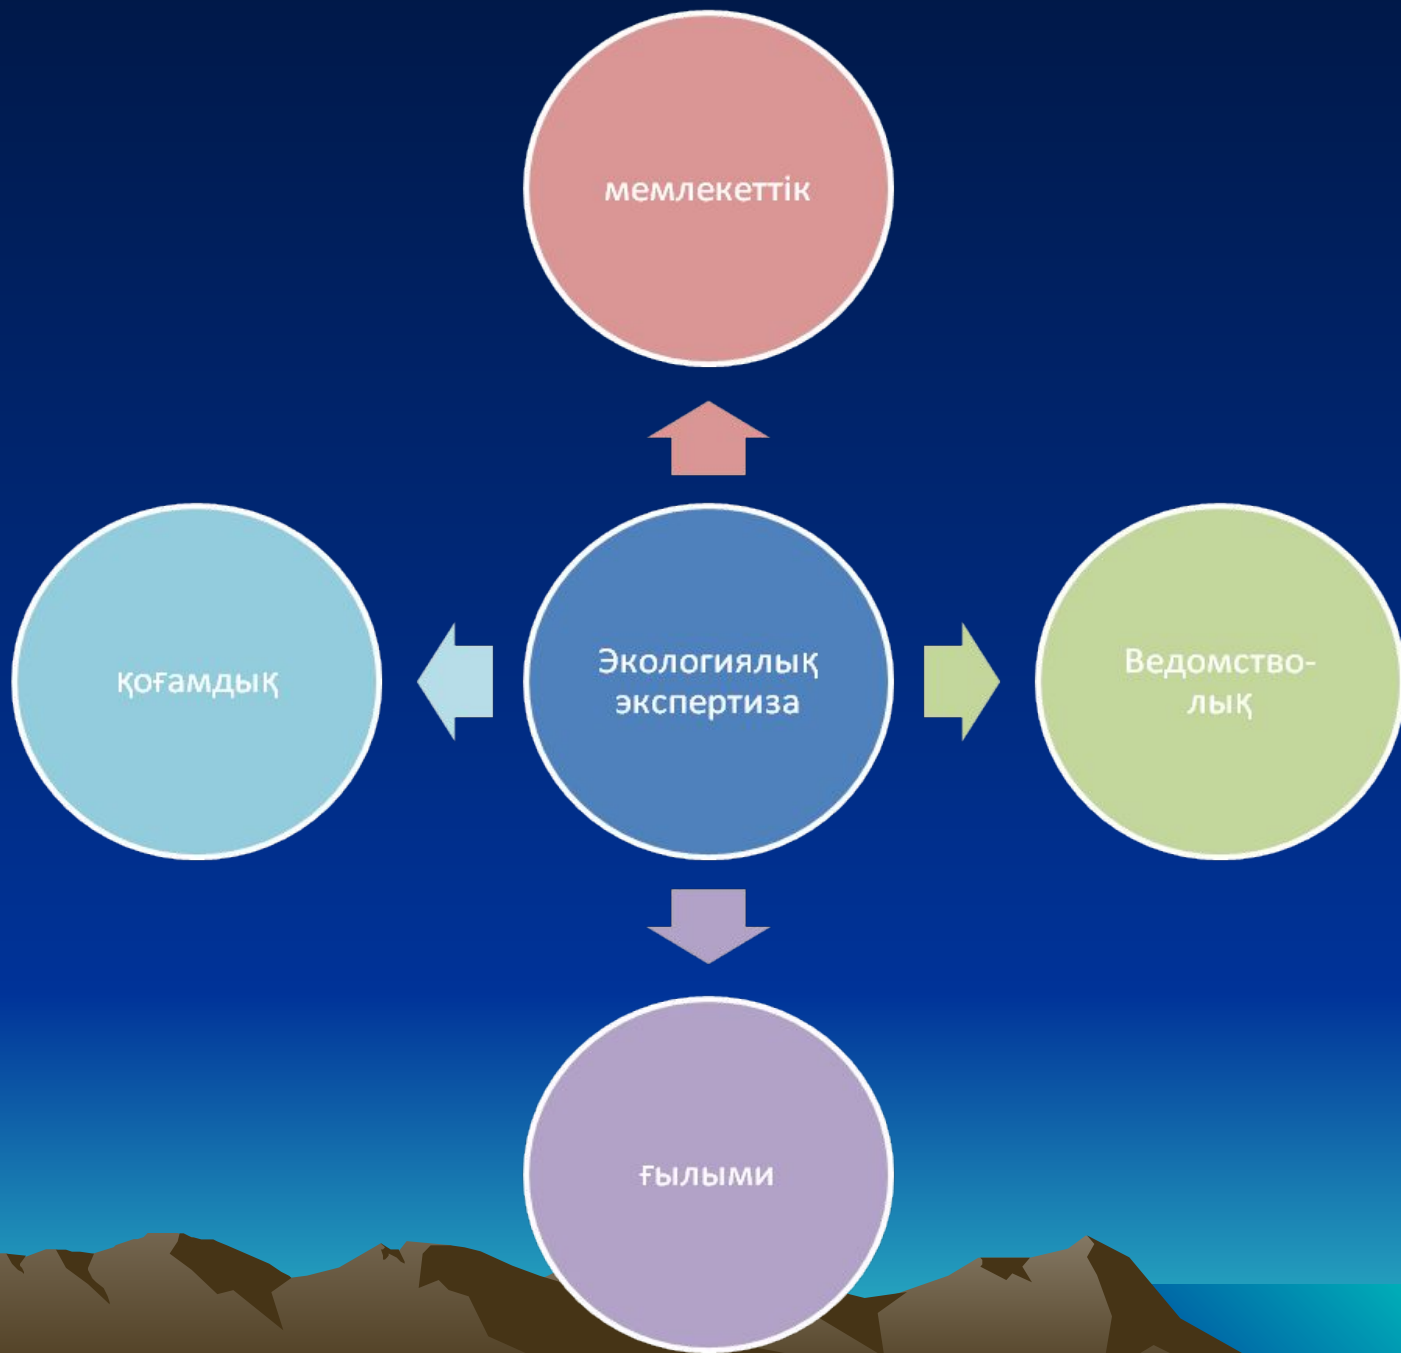 мемлекеттік
қоғамдық
Экологиялық
экспертиза
Ведомство-
лық
ғылыми